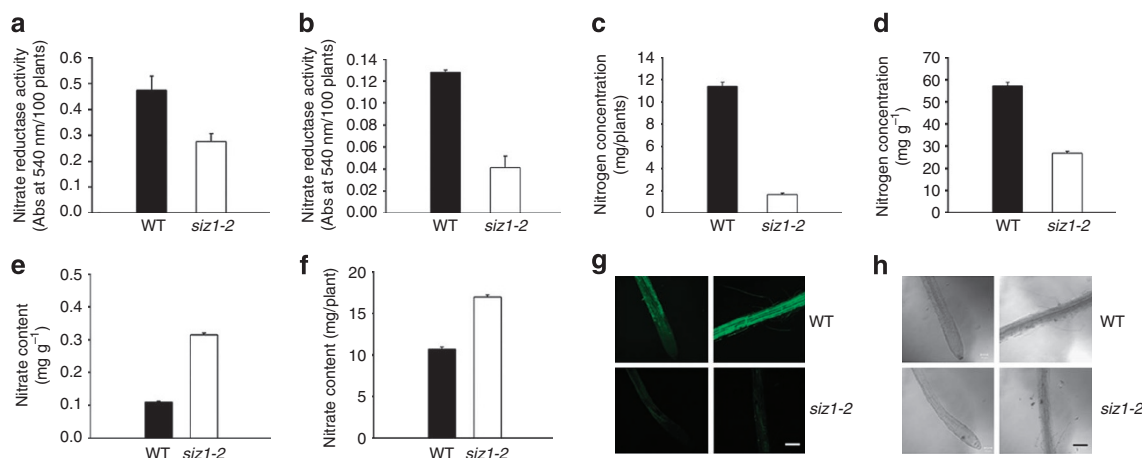 a
Nitrate reductase activity
(Abs at 540 nm/100 plants)
0.6
0.5
0.4
0.3
0.2
0.1
0.0
WT siz1-2
b
Nitrate reductase activity
(Abs at 540 nm/100 plants)
0.14
0.12
0.10
0.08
0.06
0.04
0.02
0.00
WT siz1-2
c
Nitrogen concentration
(mg/plants)
14
12
10
8
6
4
2
0
WT siz1-2
d
Nitrogen concentration
(mg g⁻¹)
70
60
50
40
30
20
10
0
WT siz1-2
e
Nitrate content
(mg g⁻¹)
0.5
0.4
0.3
0.2
0.1
0.0
WT siz1-2
f
Nitrate content (mg/plant)
20
15
10
5
0
WT siz1-2
g
WT
siz1-2
h
WT
siz1-2